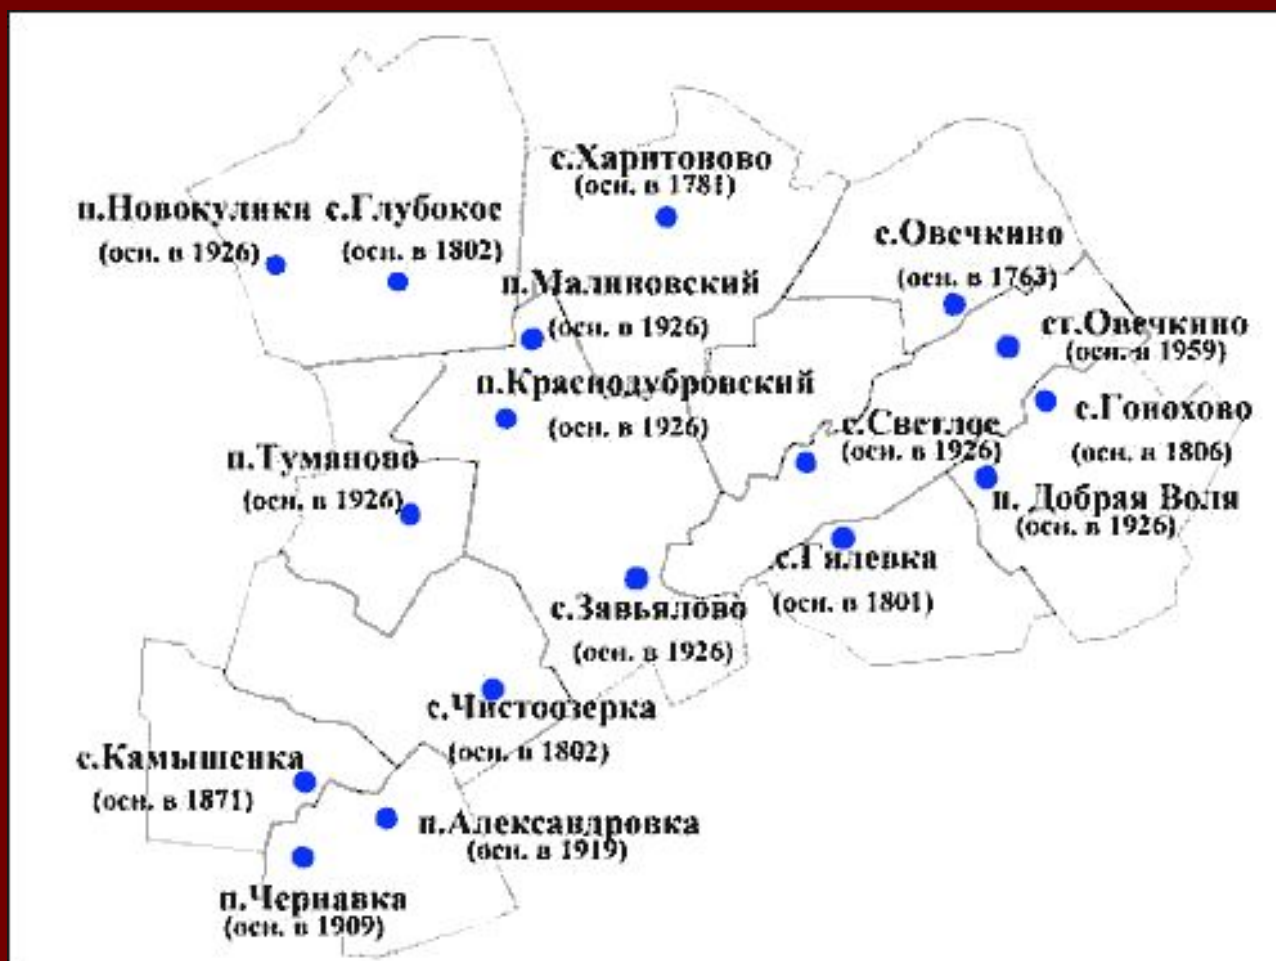 с.Харитоново
(осн. в 1781)
п.Новокулики с.Глубокое
(осн. в 1926) (осн. в 1802)
с.Овечкино
(осн. в 1763)
п.Малиновский
(осн. в 1926)
ст.Овечкино
(осн. в 1959)
п.Краснодубровский
(осн. в 1926)
с.Гонохово
(осн. в 1806)
с.Светлое
(осн. в 1926)
п.Туманово
(осн. в 1926)
п. Добрая Воля
(осн. в 1926)
с.Гилевка
(осн. в 1801)
с.Завьялово
(осн. в 1926)
с.Чистоозерка
(осн. в 1802)
с.Камышенка
(осн. в 1871)
п.Александровка
(осн. в 1919)
п.Чернавка
(осн. в 1909)